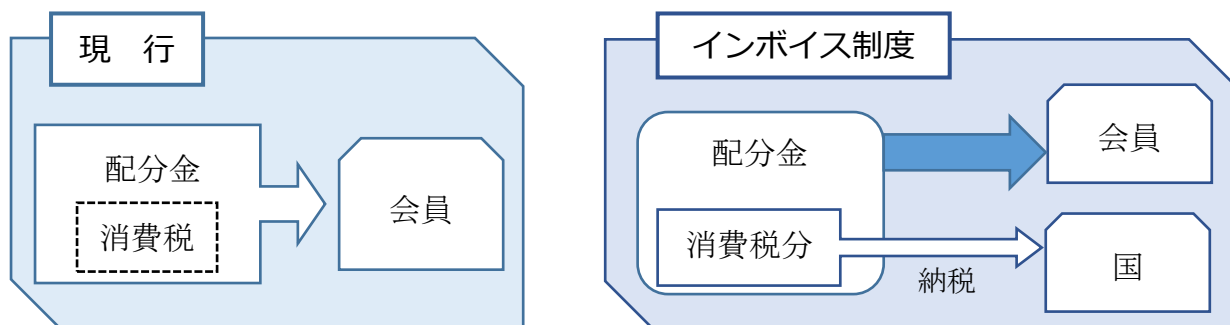 現　行
配分金
消費税
会員
インボイス制度
配分金
消費税分
会員
納税
国